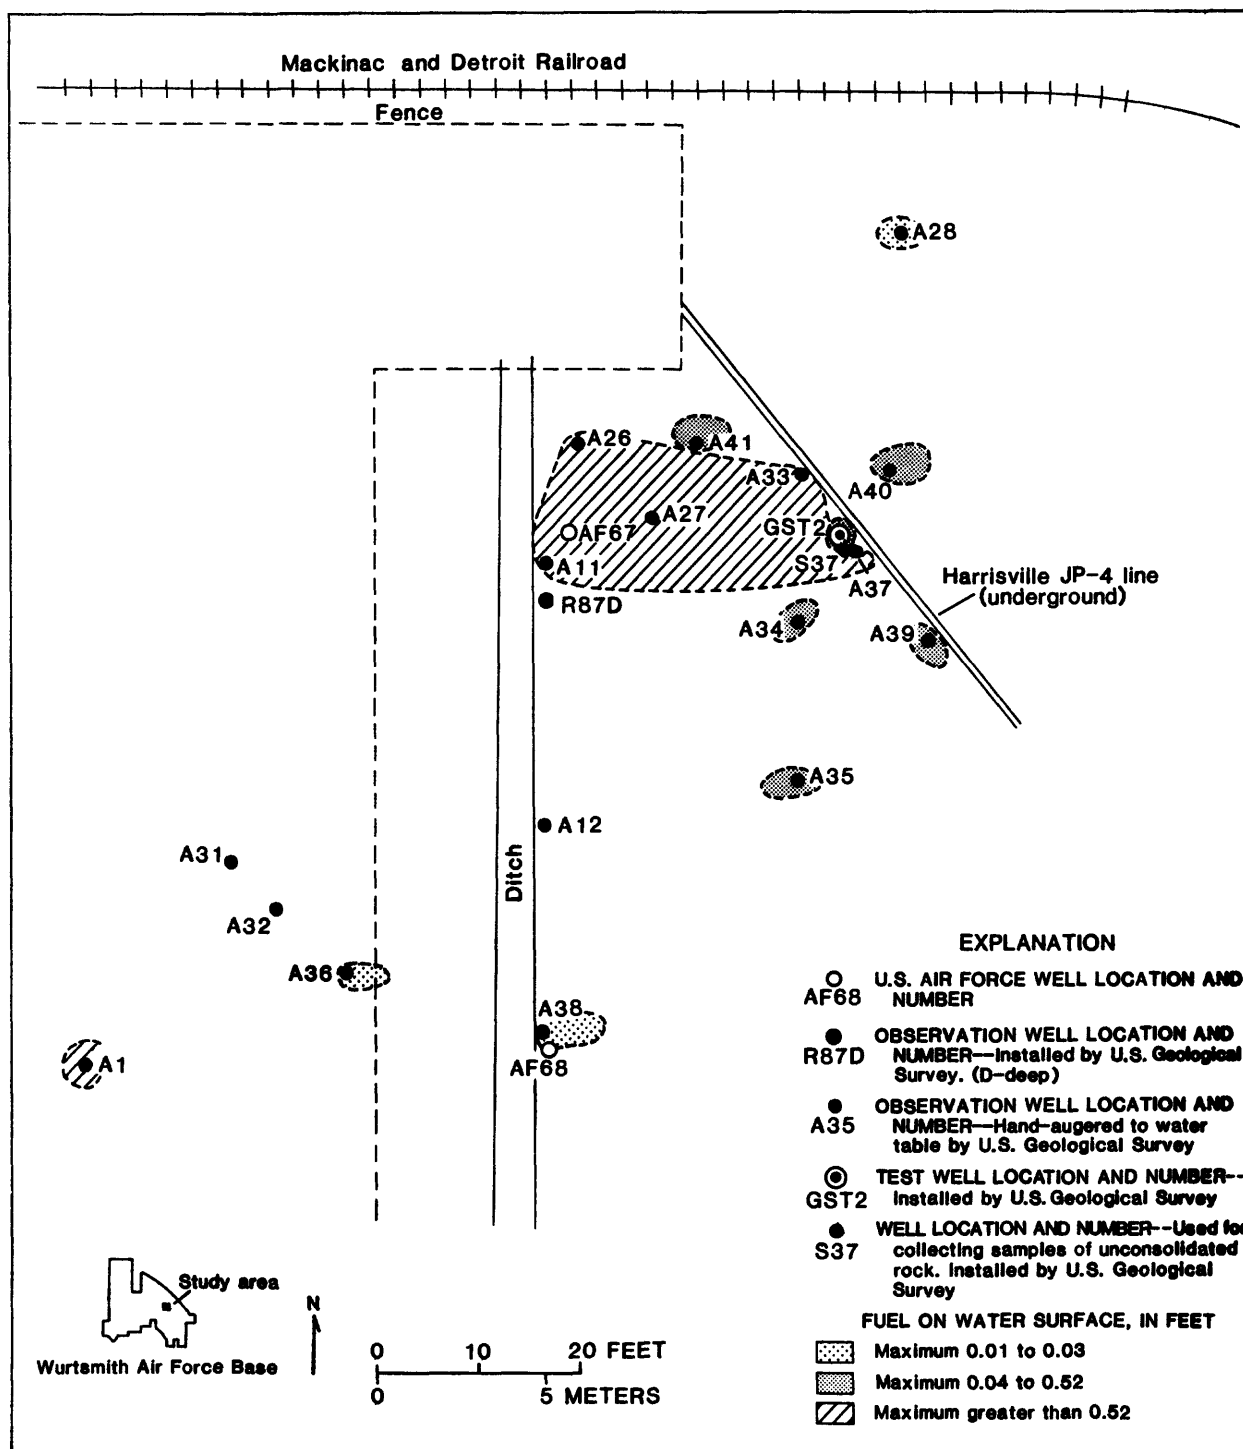 Mackinac and Detroit Railroad
Fence
A28
A26
A41
A33
A40
A27
GST2
AF67
S37
A11
A37
Harrisville JP-4 line
(underground)
R87D
A34
A39
A35
A12
A31
Ditch
A32
A36
A38
A1
AF68
EXPLANATION
U.S. AIR FORCE WELL LOCATION AND
AF68 NUMBER
OBSERVATION WELL LOCATION AND
R87D NUMBER--Installed by U.S. Geological
Survey. (D-deep)
OBSERVATION WELL LOCATION AND
A35 NUMBER--Hand-augered to water
table by U.S. Geological Survey
TEST WELL LOCATION AND NUMBER--
GST2 Installed by U.S. Geological Survey
WELL LOCATION AND NUMBER--Used for
S37 collecting samples of unconsolidated
rock. Installed by U.S. Geological
Survey
FUEL ON WATER SURFACE, IN FEET
Maximum 0.01 to 0.03
Maximum 0.04 to 0.52
Maximum greater than 0.52
Study area
Wurtsmith Air Force Base
N
0 10 20 FEET
0 5 METERS